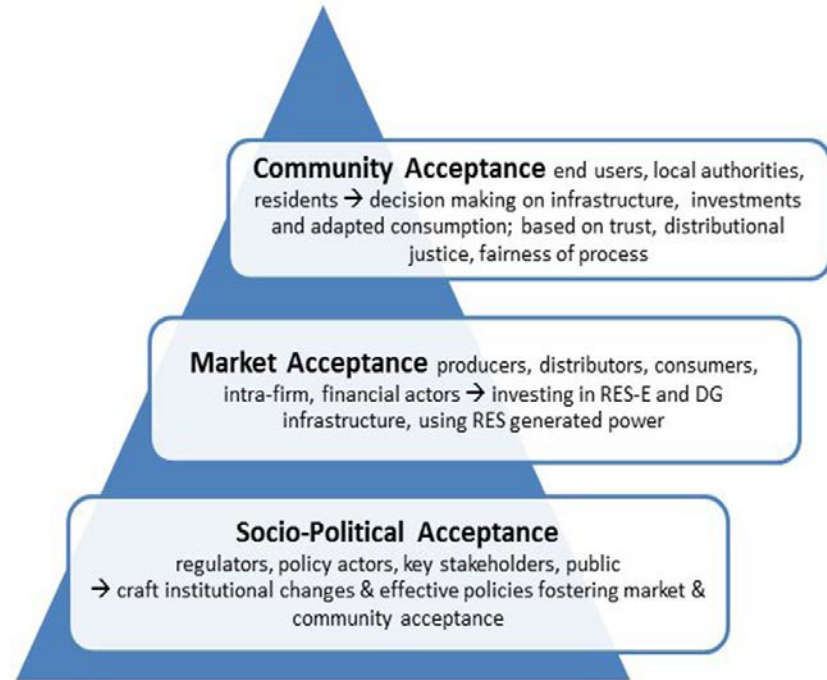 Community Acceptance end users, local authorities,
residents → decision making on infrastructure, investments
and adapted consumption; based on trust, distributional
justice, fairness of process
Market Acceptance producers, distributors, consumers,
intra-firm, financial actors → investing in RES-E and DG
infrastructure, using RES generated power
Socio-Political Acceptance
regulators, policy actors, key stakeholders, public
→ craft institutional changes & effective policies fostering market &
community acceptance